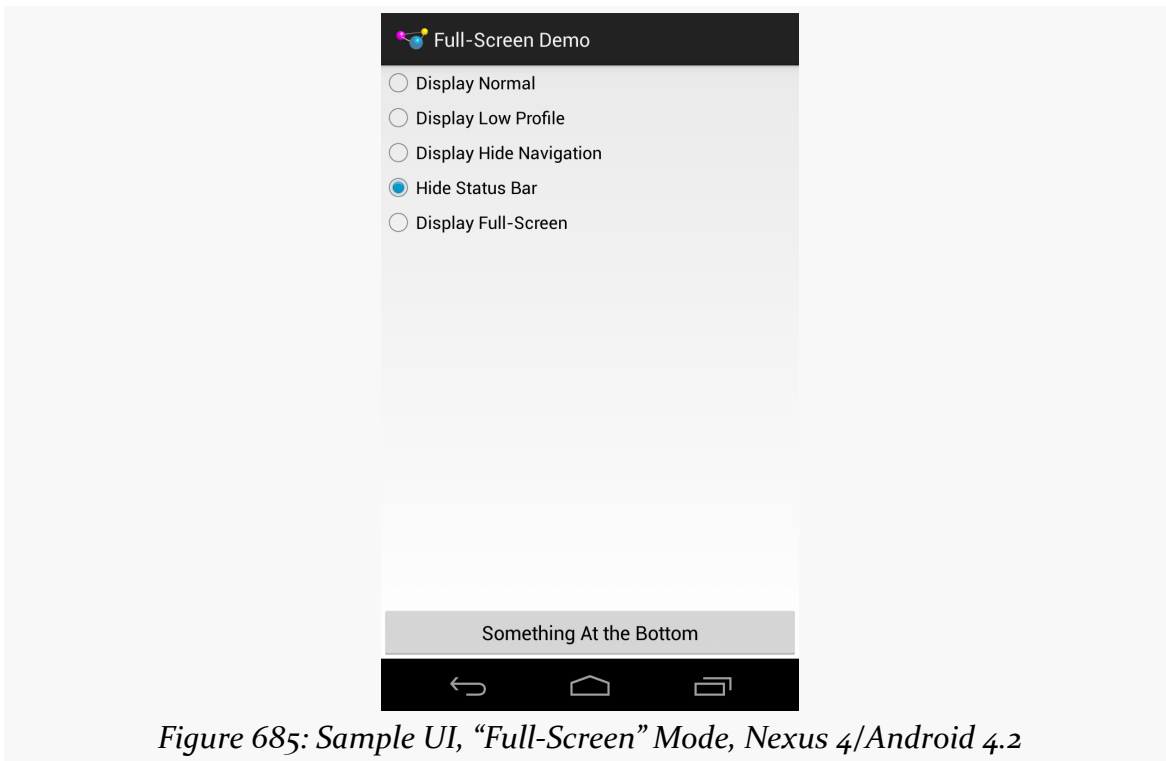 Full-Screen Demo
Display Normal
Display Low Profile
Display Hide Navigation
Hide Status Bar
Display Full-Screen
Something At the Bottom
Figure 685: Sample UI, “Full-Screen” Mode, Nexus 4/Android 4.2